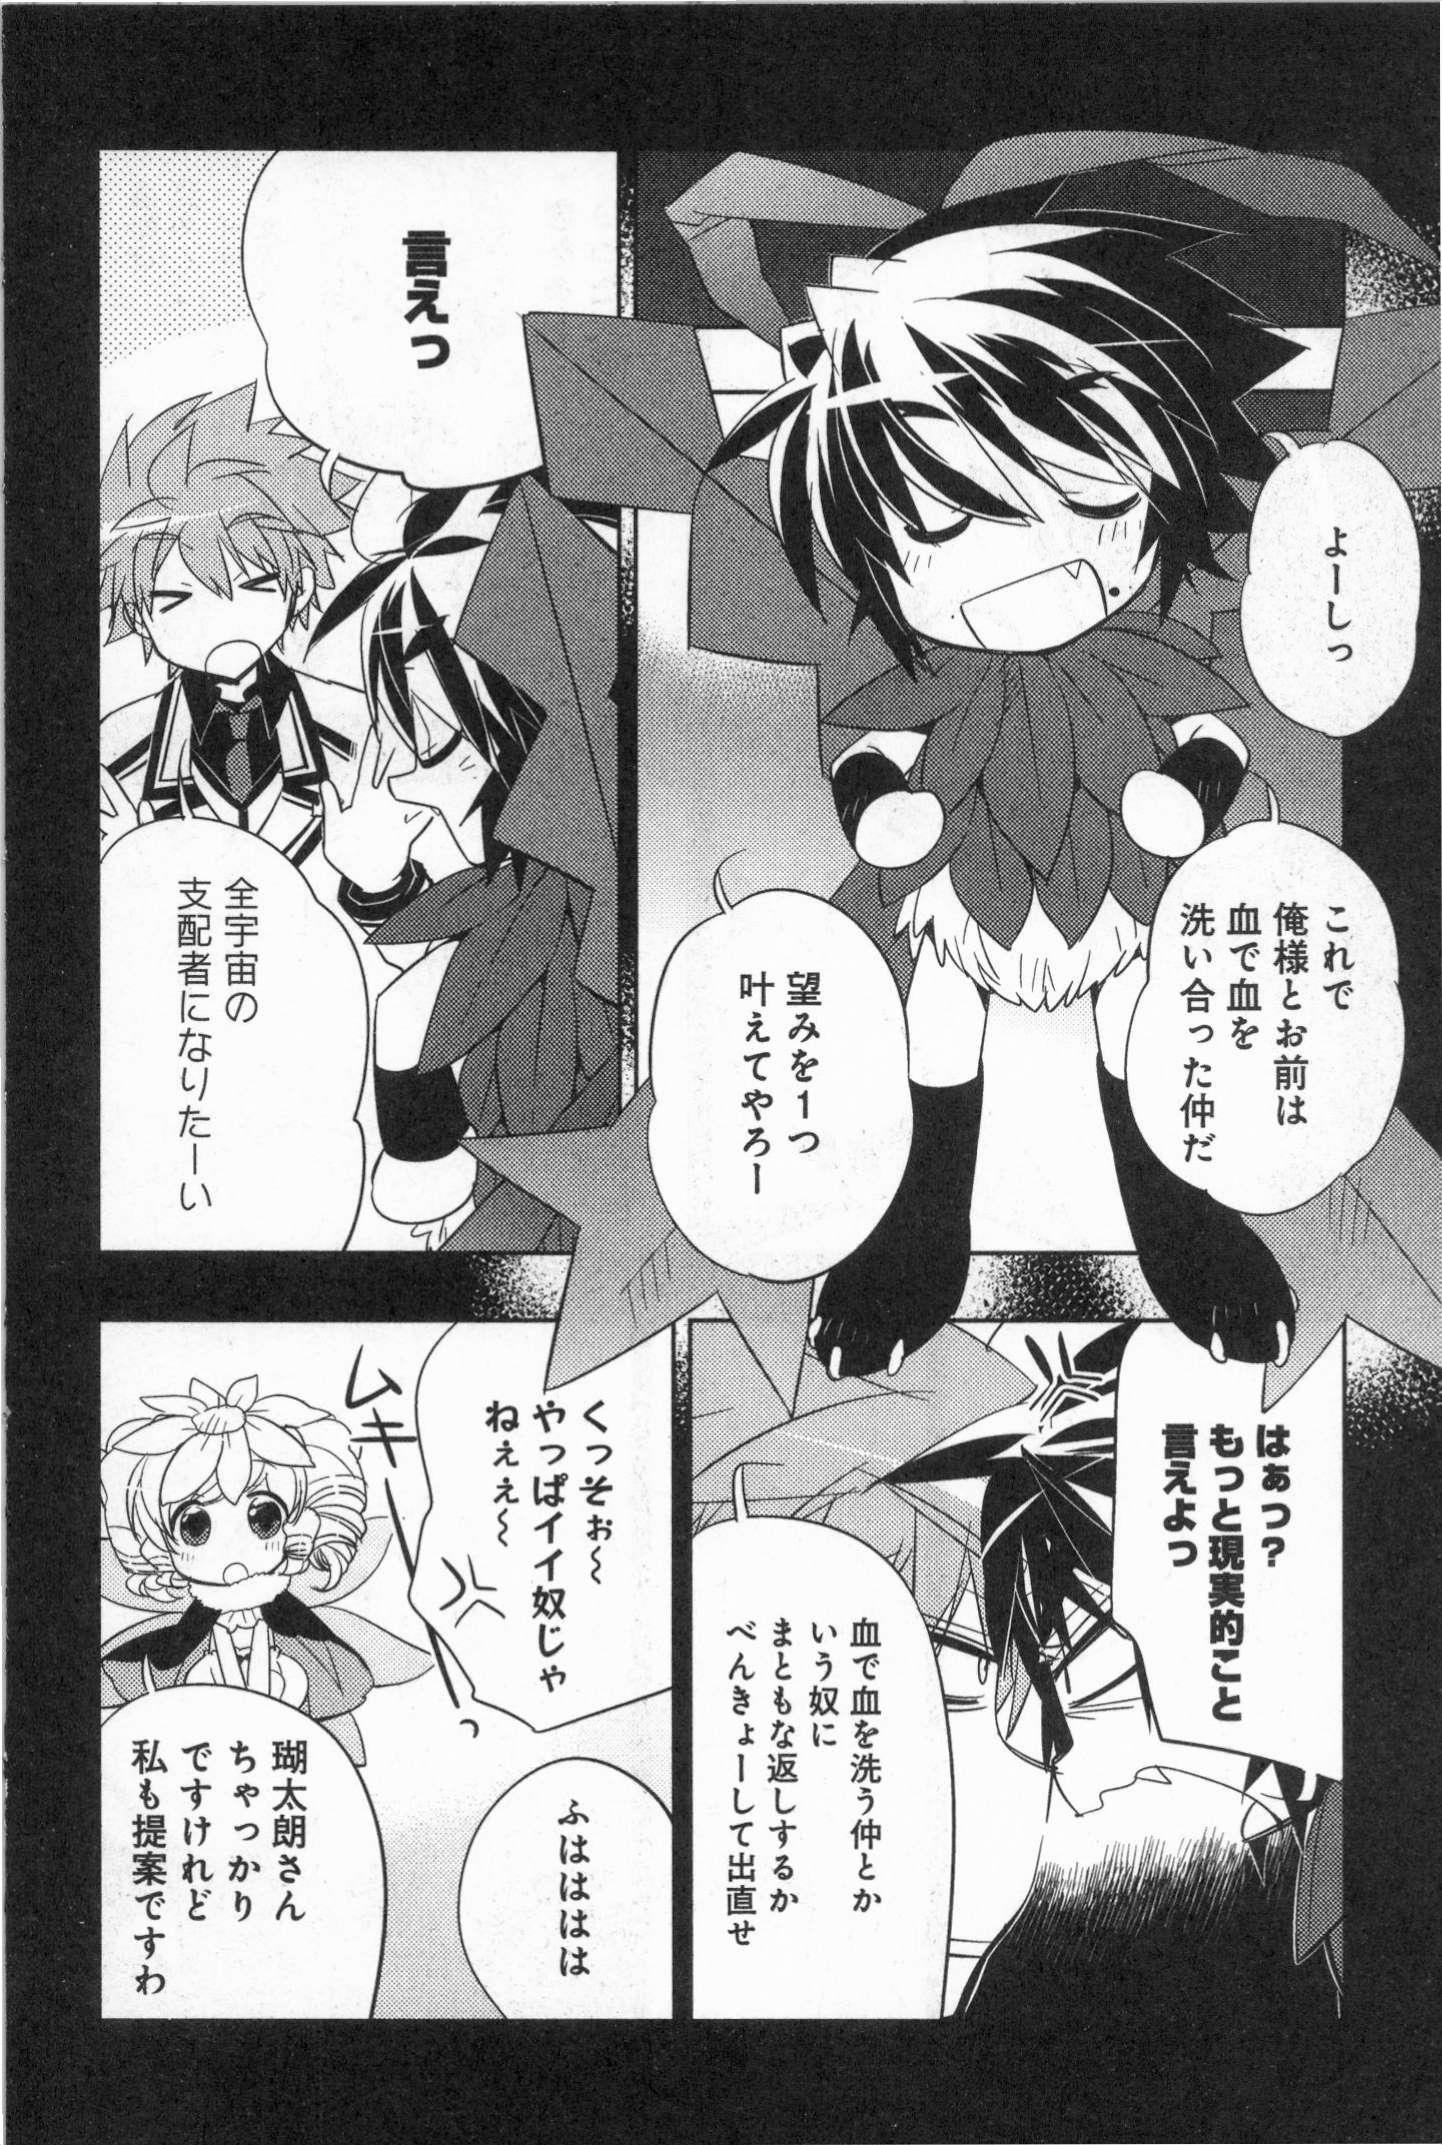 よーしっ
これで
俺様とお前は
血で血を
洗い合った仲だ
望みを1つ
叶えてやろー
言えっ
全宇宙の
支配者になりたーい
はぁっ?
もっと現実的こと
言えよっ
血で血を洗う仲とか
いう奴に
まともな返しするか
べんきょーして出直せ
くっそぉ〜
やっぱイイ奴じゃ
ねぇぇ〜
ムキーっ
ふはははは
瑚太朗さん
ちゃっかり
ですけれど
私も提案ですわ